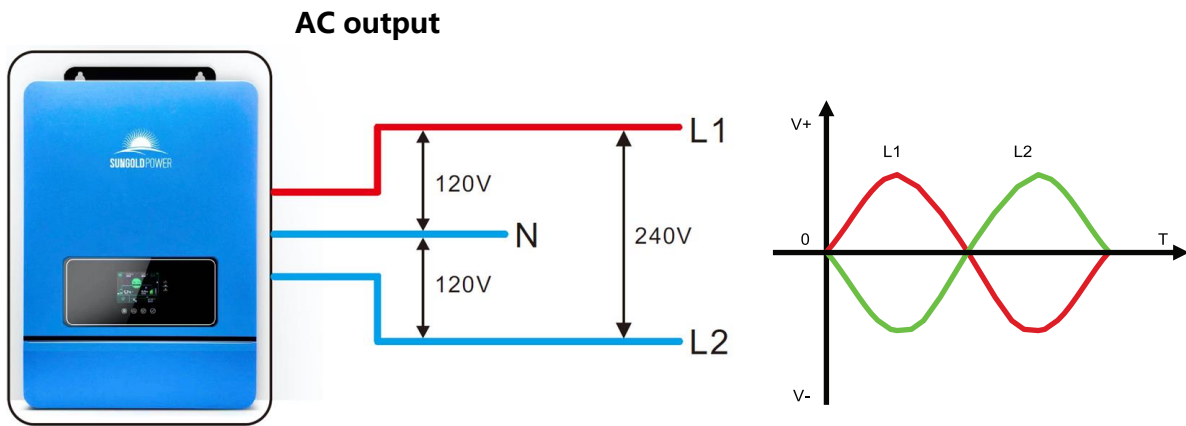 AC output
SUNGOLDPOWER
L1
120V
N
240V
120V
L2
V+
L1
L2
0
T
V-